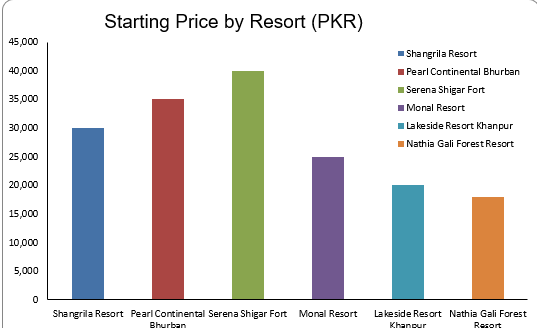 Starting Price by Resort (PKR)
45,000
40,000
35,000
30,000
25,000
20,000
15,000
10,000
5,000
0
Shangrila Resort
Pearl Continental Bhurban
Serena Shigar Fort
Monal Resort
Lakeside Resort Khanpur
Nathia Gali Forest Resort
Shangrila Resort
Pearl Continental
Bhurban
Serena Shigar Fort
Monal Resort
Lakeside Resort
Khanpur
Nathia Gali Forest
Resort